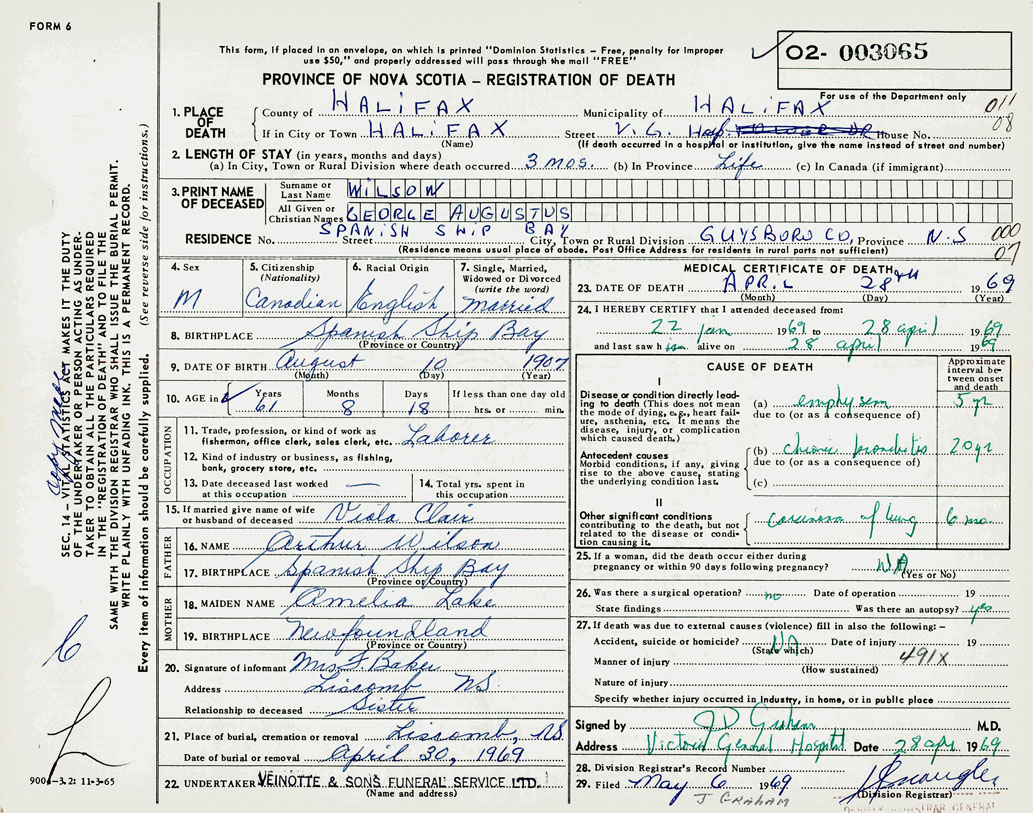 FORM 6
This form, if placed in an envelope, on which is printed "Dominion Statistics – Free, penalty for improper
use $50," and properly addressed will pass through the mail "FREE"
02- 003065
PROVINCE OF NOVA SCOTIA – REGISTRATION OF DEATH
For use of the Department only
1. PLACE OF DEATH
County of HALIFAX Municipality of HALIFAX 011
If in City or Town HALIFAX Street V.G. Hosp. House No. 08
(Name) (If death occurred in a hospital or institution, give the name instead of street and number)
2. LENGTH OF STAY (in years, months and days)
(a) In City, Town or Rural Division where death occurred 3 mos. (b) In Province Life (c) In Canada (if immigrant)
3. PRINT NAME OF DECEASED
Surname or Last Name WILSON
All Given or Christian Names GEORGE AUGUSTUS
RESIDENCE No. Street SPANISH SHIP BAY City, Town or Rural Division GUYSBORO CO. Province N.S 000
(Residence means usual place of abode. Post Office Address for residents in rural parts not sufficient) 07
4. Sex M
5. Citizenship (Nationality) Canadian
6. Racial Origin English
7. Single, Married, Widowed or Divorced (write the word) Married
8. BIRTHPLACE Spanish Ship Bay
(Province or Country)
9. DATE OF BIRTH August 10 1907
(Month) (Day) (Year)
10. AGE in Years 61 Months 8 Days 18 If less than one day old hrs. or min.
OCCUPATION
11. Trade, profession, or kind of work as fisherman, office clerk, sales clerk, etc. Laborer
12. Kind of industry or business, as fishing, bank, grocery store, etc.
13. Date deceased last worked at this occupation —
14. Total yrs. spent in this occupation
15. If married give name of wife or husband of deceased Viola Clair
FATHER
16. NAME Arthur Wilson
17. BIRTHPLACE Spanish Ship Bay
(Province or Country)
MOTHER
18. MAIDEN NAME Amelia Lake
19. BIRTHPLACE Newfoundland
(Province or Country)
20. Signature of informant Mrs F. Baker
Address Liscomb NS.
Relationship to deceased Sister
21. Place of burial, cremation or removal Liscomb, NS
Date of burial or removal April 30, 1969
22. UNDERTAKER VEINOTTE & SONS FUNERAL SERVICE LTD.
(Name and address)
MEDICAL CERTIFICATE OF DEATH
23. DATE OF DEATH APRIL 28TH 1969
(Month) (Day) (Year)
24. I HEREBY CERTIFY that I attended deceased from:
22 jan 1969 to 28 april 1969
and last saw him alive on 28 april 1969
CAUSE OF DEATH
Approximate interval between onset and death
I
Disease or condition directly leading to death (This does not mean the mode of dying, e.g., heart failure, asthenia, etc. It means the disease, injury, or complication which caused death.)
(a) emphysem 5 yr
due to (or as a consequence of)
Antecedent causes
Morbid conditions, if any, giving rise to the above cause, stating the underlying condition last.
(b) chronic bronchitis 20 yr
due to (or as a consequence of)
(c)
II
Other significant conditions contributing to the death, but not related to the disease or condition causing it.
carcinoma of lung 6 mo.
25. If a woman, did the death occur either during
pregnancy or within 90 days following pregnancy? NA
(Yes or No)
26. Was there a surgical operation? no Date of operation 19
State findings Was there an autopsy? yes
27. If death was due to external causes (violence) fill in also the following:–
Accident, suicide or homicide? NA Date of injury 19
(State which)
Manner of injury 491X
(How sustained)
Nature of injury
Specify whether injury occurred in Industry, in home, or in public place
Signed by J D Graham M.D.
Address Victoria General Hospital Date 28 apr. 1969
28. Division Registrar's Record Number
29. Filed May 6 1969
(Division Registrar)
J GRAHAM
DEPUTY REGISTRAR GENERAL
SEC. 14 – VITAL STATISTICS ACT MAKES IT THE DUTY
OF THE UNDERTAKER OR PERSON ACTING AS UNDER-
TAKER TO OBTAIN ALL THE PARTICULARS REQUIRED
IN THE "REGISTRATION OF DEATH" AND TO FILE THE
SAME WITH THE DIVISION REGISTRAR WHO SHALL ISSUE THE BURIAL PERMIT.
WRITE PLAINLY WITH UNFADING INK. THIS IS A PERMANENT RECORD.
Every item of information should be carefully supplied. (See reverse side for instructions.)